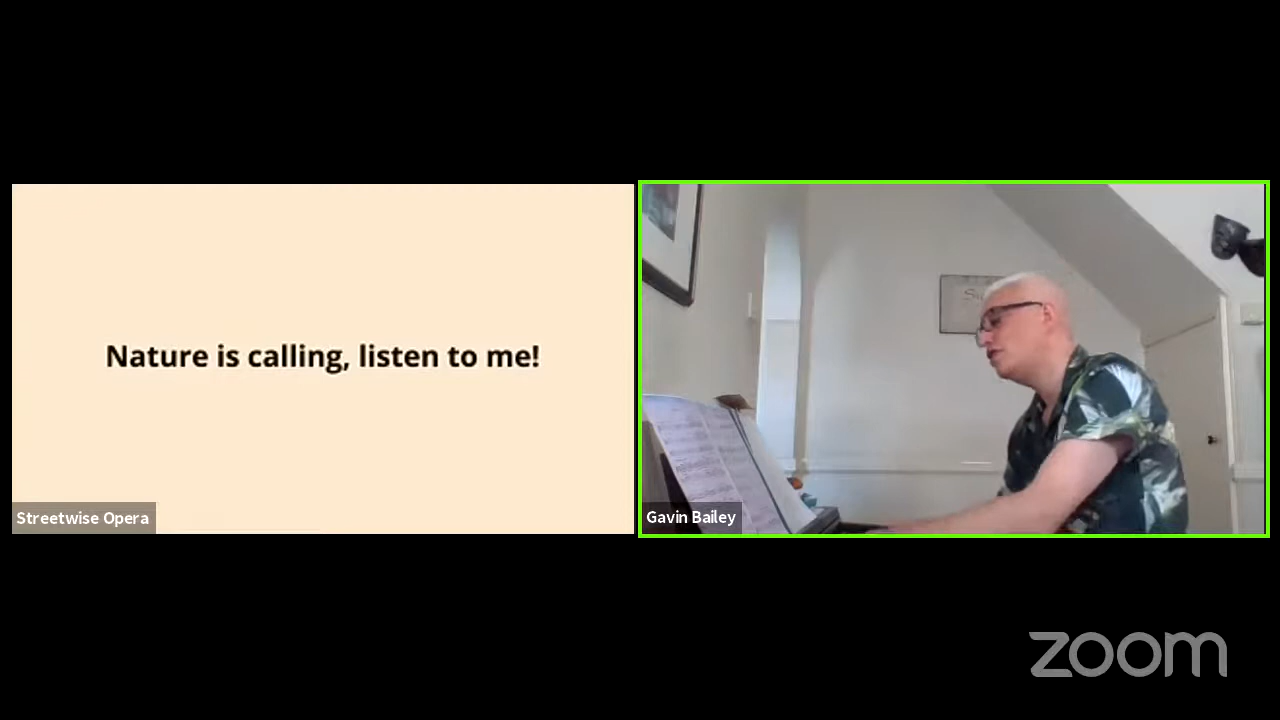 Nature is calling, listen to me!
Streetwise Opera
Gavin Bailey
zoom